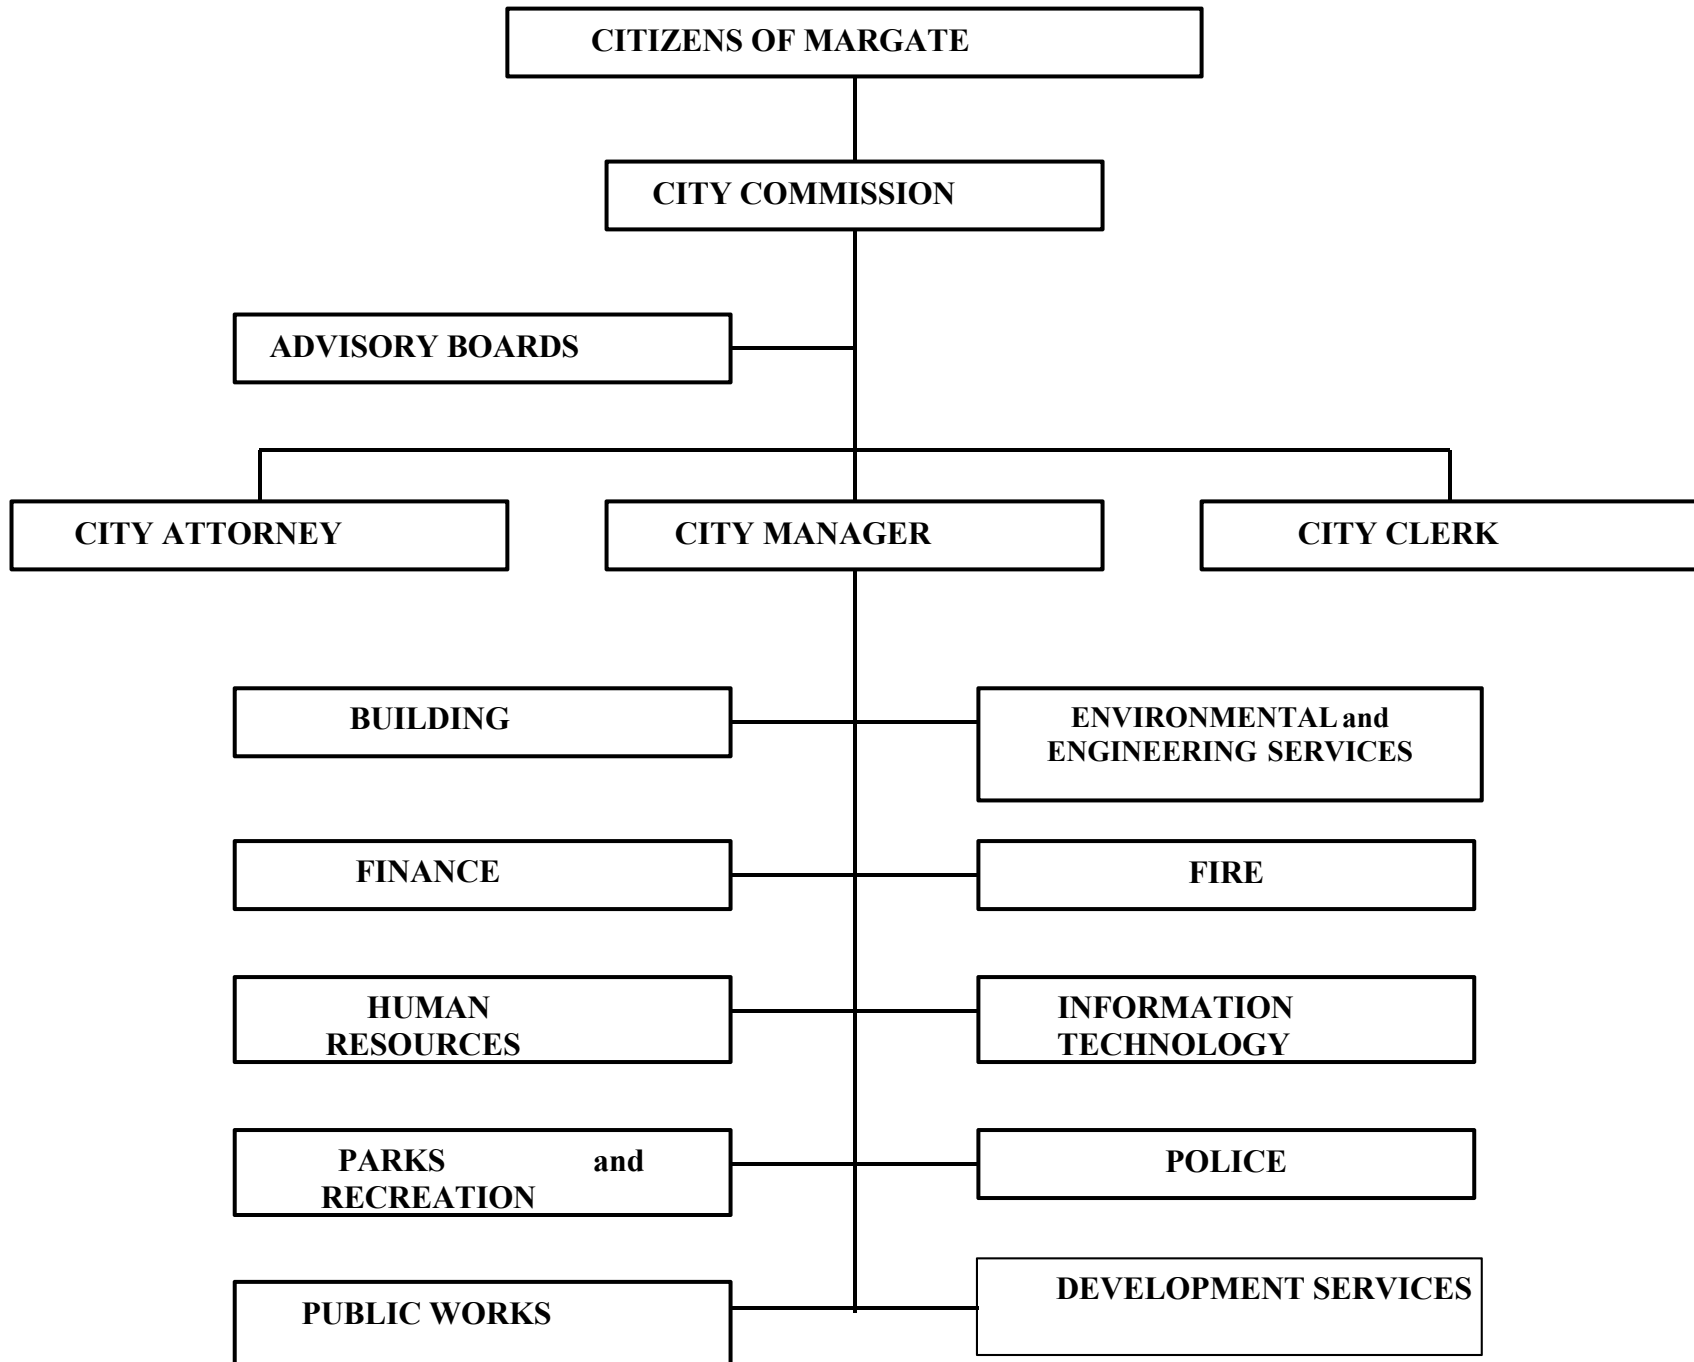 CITIZENS OF MARGATE
CITY COMMISSION
ADVISORY BOARDS
CITY ATTORNEY
CITY MANAGER
CITY CLERK
BUILDING
ENVIRONMENTAL and
ENGINEERING SERVICES
FINANCE
FIRE
HUMAN
RESOURCES
INFORMATION
TECHNOLOGY
PARKS and
RECREATION
POLICE
PUBLIC WORKS
DEVELOPMENT SERVICES